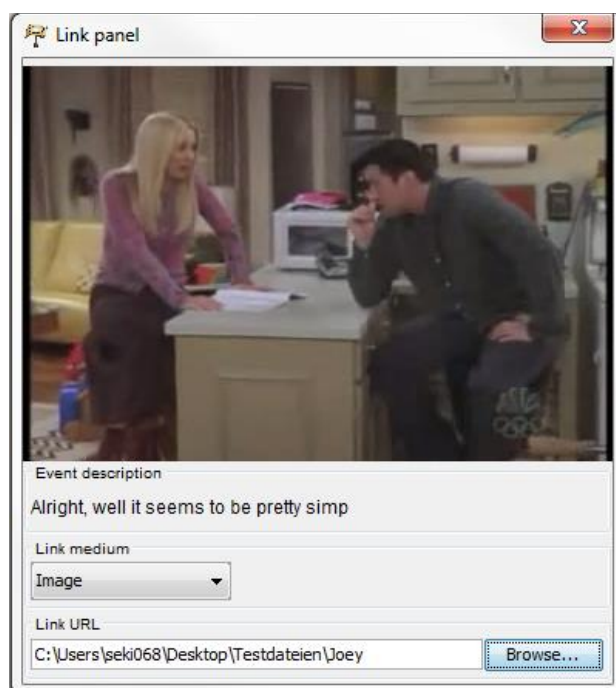 Link panel
Event description
Alright, well it seems to be pretty simp
Link medium
Image
Link URL
C:\Users\seki068\Desktop\Testdateien\Joey
Browse...